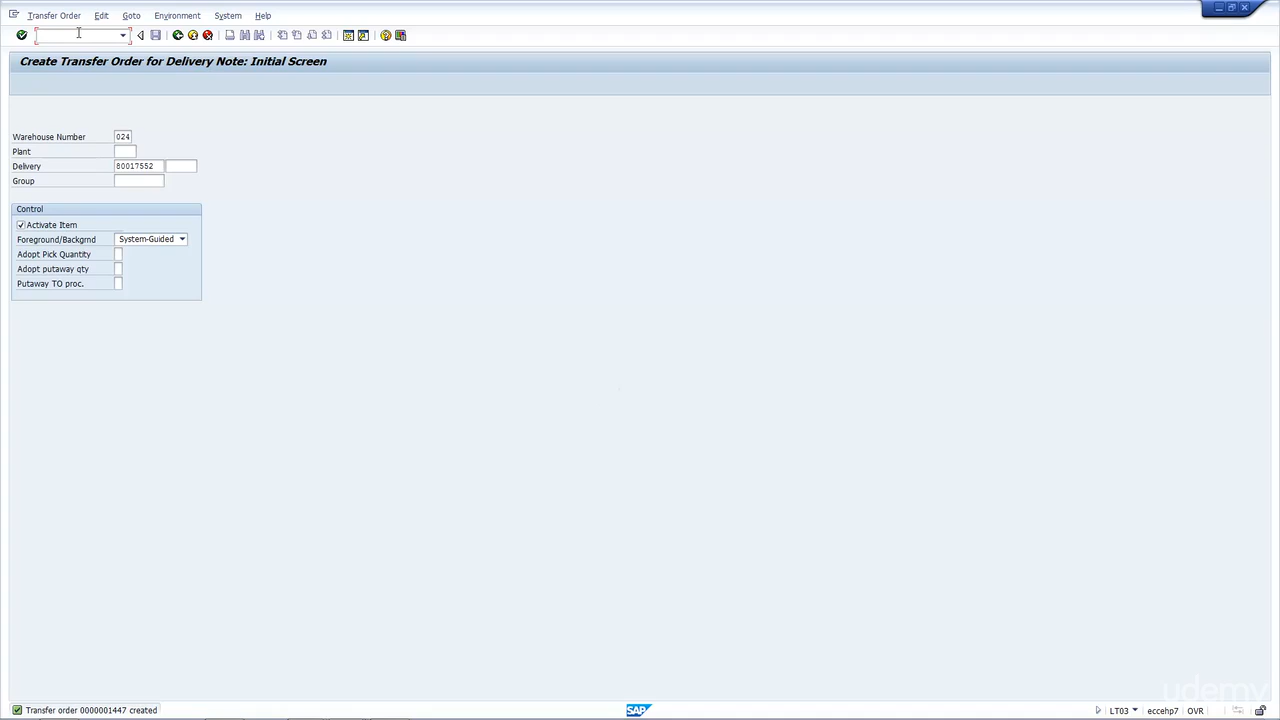 Transfer Order Edit Goto Environment System Help
Create Transfer Order for Delivery Note: Initial Screen
Warehouse Number 024
Plant
Delivery 80017552
Group
Control
Activate Item
Foreground/Backgrnd System-Guided
Adopt Pick Quantity
Adopt putaway qty
Putaway TO proc.
udemy
Transfer order 0000001447 created SAP LT03 eccehp7 OVR